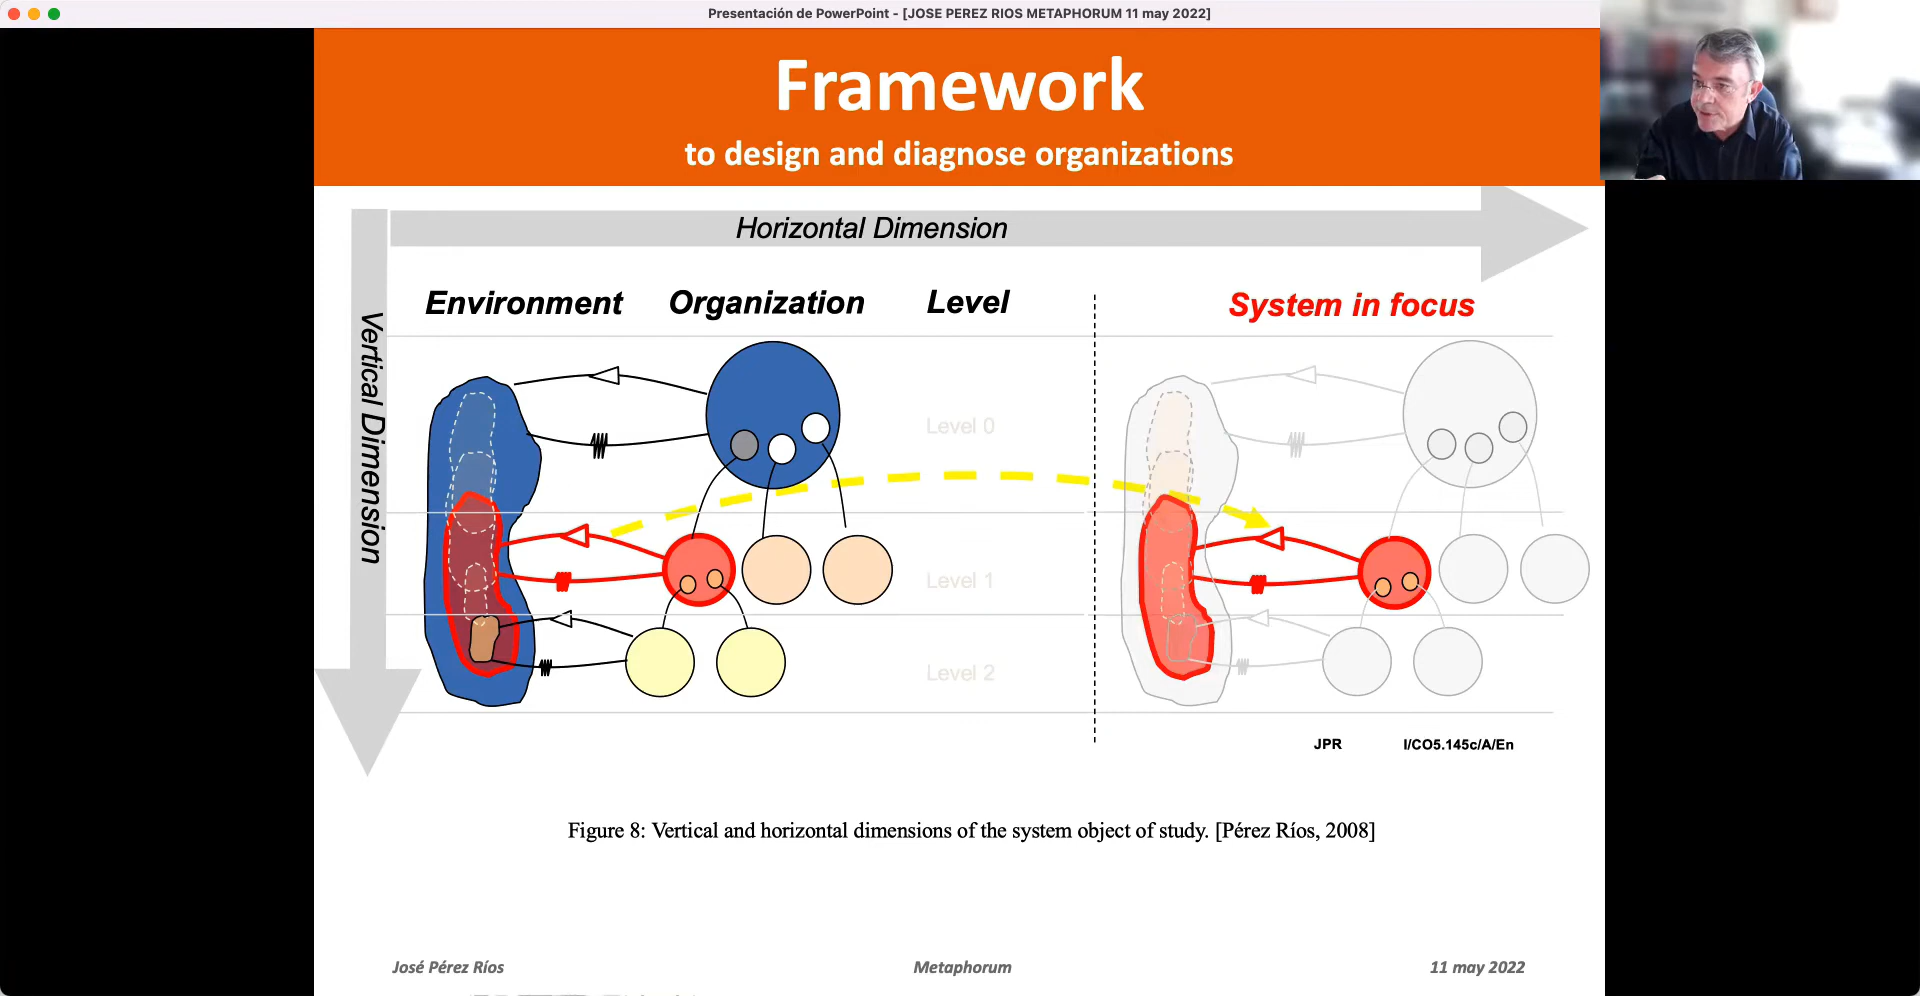 Presentación de PowerPoint - [JOSE PEREZ RIOS METAPHORUM 11 may 2022]
Framework
to design and diagnose organizations
Horizontal Dimension
Vertical Dimension
Environment Organization Level System in focus
Level 0
Level 1
Level 2
JPR I/CO5.145c/A/En
Figure 8: Vertical and horizontal dimensions of the system object of study. [Pérez Ríos, 2008]
José Pérez Ríos Metaphorum 11 may 2022